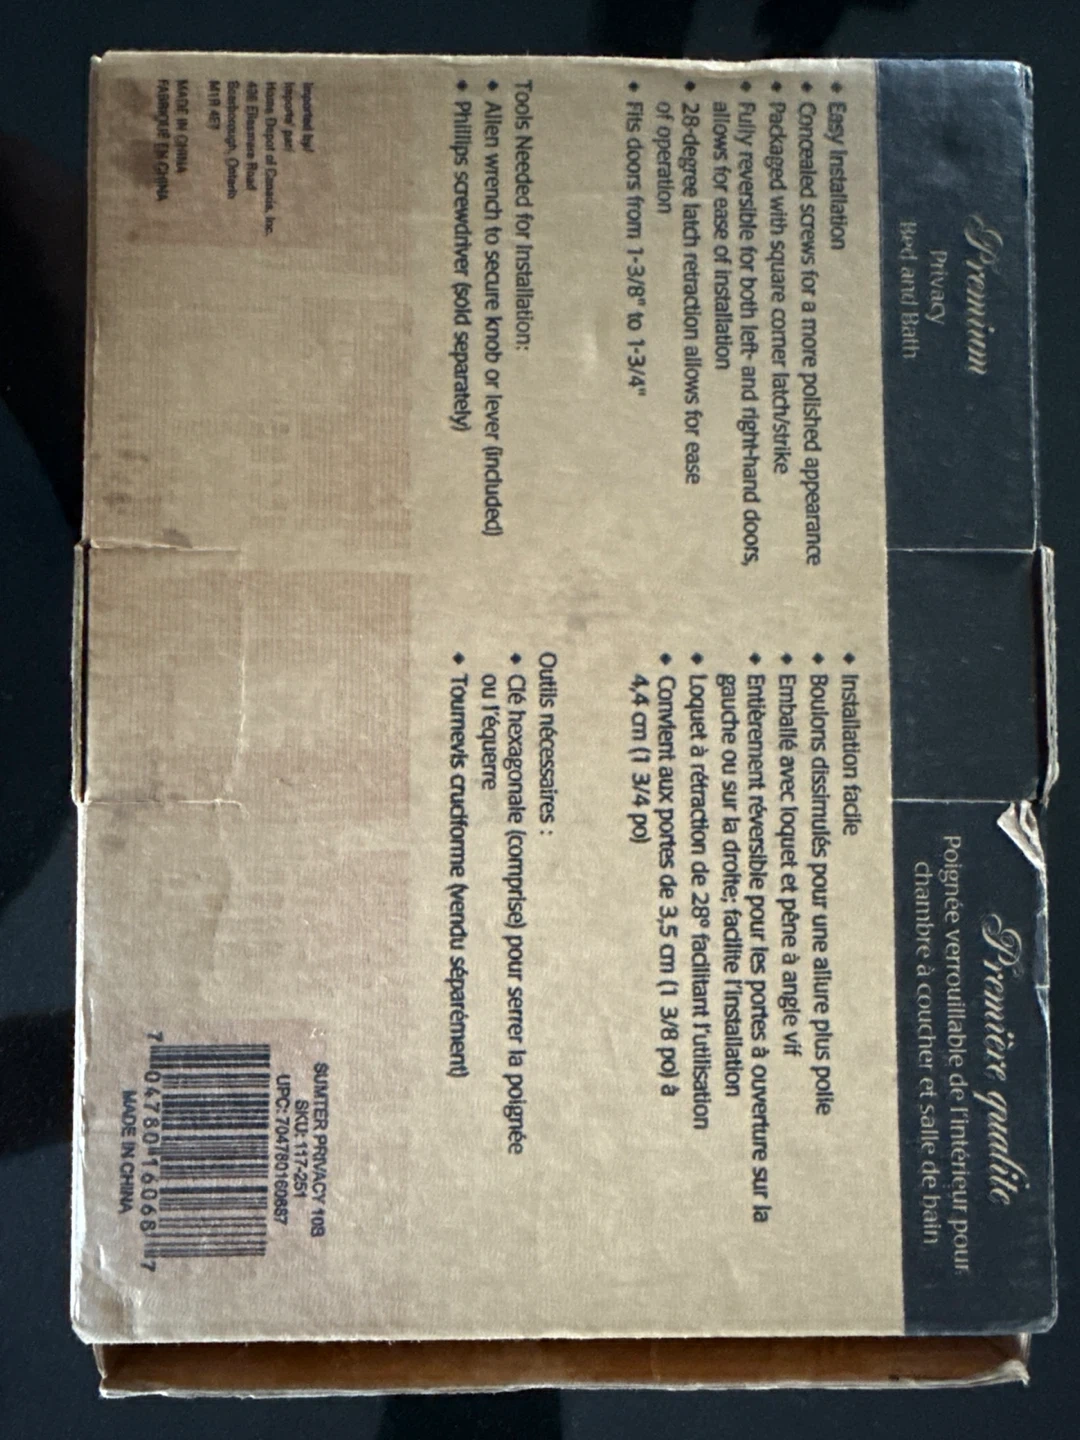 Premium
Privacy
Bed and Bath
Première qualité
Poignée verrouillable de l'intérieur pour
chambre à coucher et salle de bain
◆ Easy Installation
◆ Concealed screws for a more polished appearance
◆ Packaged with square corner latch/strike
◆ Fully reversible for both left- and right-hand doors,
allows for ease of installation
◆ 28-degree latch retraction allows for ease
of operation
◆ Fits doors from 1-3/8" to 1-3/4"
Tools Needed for Installation:
◆ Allen wrench to secure knob or lever (included)
◆ Phillips screwdriver (sold separately)
◆ Installation facile
◆ Boulons dissimulés pour une allure plus polie
◆ Emballé avec loquet et pêne à angle vif
◆ Entièrement réversible pour les portes à ouverture sur la
gauche ou sur la droite; facilite l'installation
◆ Loquet à rétraction de 28° facilitant l'utilisation
◆ Convient aux portes de 3,5 cm (1 3/8 po) à
4,4 cm (1 3/4 po)
Outils nécessaires :
◆ Clé hexagonale (comprise) pour serrer la poignée
ou l'équerre
◆ Tournevis cruciforme (vendu séparément)
Imported by/
Importé par/
Home Depot of Canada, Inc.
426 Ellesmere Road
Scarborough, Ontario
M1R 4E7
MADE IN CHINA
FABRIQUÉ EN CHINA
SUMTER PRIVACY 10B
SKU: 117-251
UPC: 704780160687
7 04780 16068 7
MADE IN CHINA